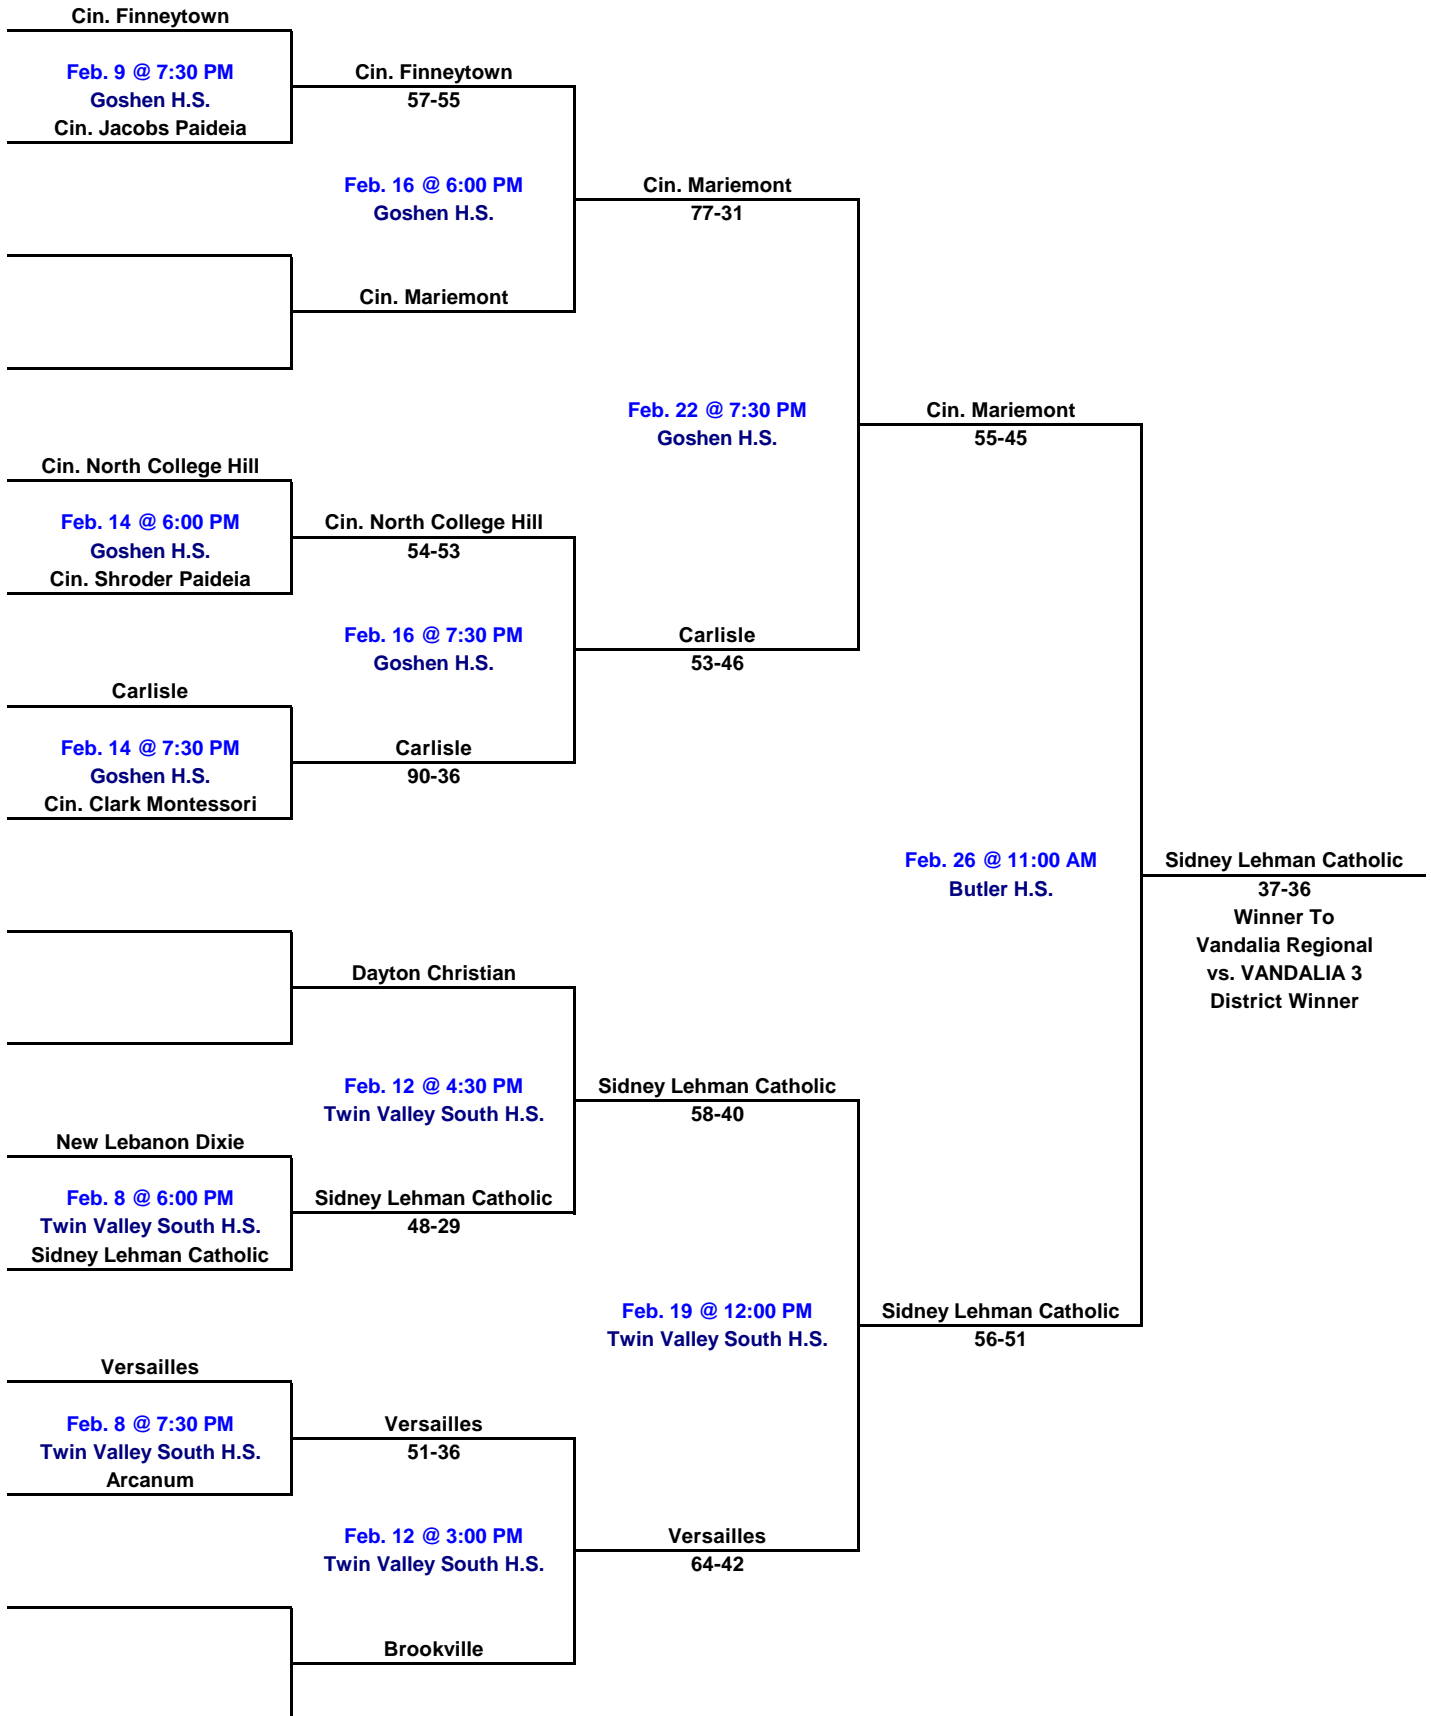 Cin. Finneytown
Feb. 9 @ 7:30 PM
Goshen H.S.
Cin. Jacobs Paideia
Cin. Finneytown
57-55
Feb. 16 @ 6:00 PM
Goshen H.S.
Cin. Mariemont
Cin. Mariemont
77-31
Feb. 22 @ 7:30 PM
Goshen H.S.
Cin. Mariemont
55-45
Cin. North College Hill
Feb. 14 @ 6:00 PM
Goshen H.S.
Cin. Shroder Paideia
Cin. North College Hill
54-53
Feb. 16 @ 7:30 PM
Goshen H.S.
Carlisle
53-46
Carlisle
Feb. 14 @ 7:30 PM
Goshen H.S.
Cin. Clark Montessori
Carlisle
90-36
Feb. 26 @ 11:00 AM
Butler H.S.
Sidney Lehman Catholic
37-36
Winner To
Vandalia Regional
vs. VANDALIA 3
District Winner
Dayton Christian
Feb. 12 @ 4:30 PM
Twin Valley South H.S.
Sidney Lehman Catholic
58-40
New Lebanon Dixie
Feb. 8 @ 6:00 PM
Twin Valley South H.S.
Sidney Lehman Catholic
Sidney Lehman Catholic
48-29
Feb. 19 @ 12:00 PM
Twin Valley South H.S.
Sidney Lehman Catholic
56-51
Versailles
Feb. 8 @ 7:30 PM
Twin Valley South H.S.
Arcanum
Versailles
51-36
Feb. 12 @ 3:00 PM
Twin Valley South H.S.
Versailles
64-42
Brookville